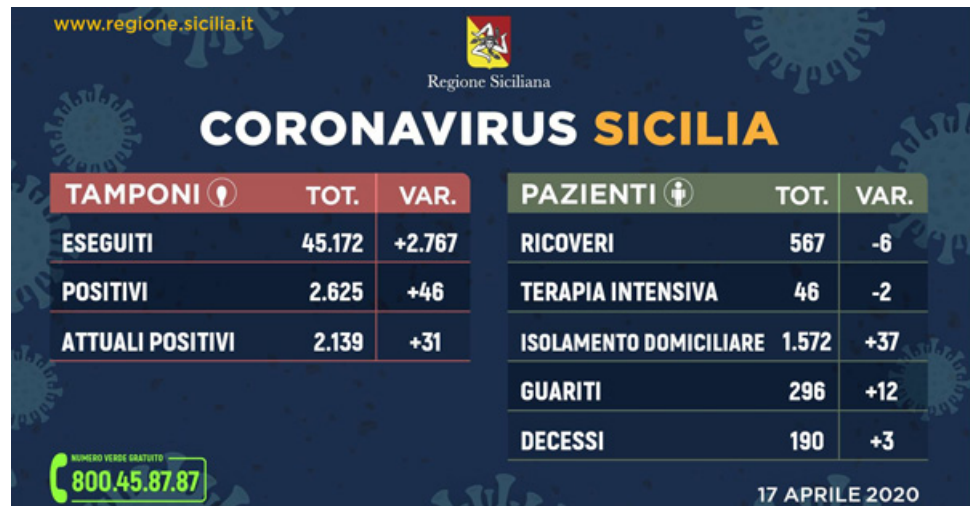 www.regione.sicilia.it
Regione Siciliana
CORONAVIRUS SICILIA
TAMPONI TOT. VAR.
ESEGUITI 45.172 +2.767
POSITIVI 2.625 +46
ATTUALI POSITIVI 2.139 +31
PAZIENTI TOT. VAR.
RICOVERI 567 -6
TERAPIA INTENSIVA 46 -2
ISOLAMENTO DOMICILIARE 1.572 +37
GUARITI 296 +12
DECESSI 190 +3
NUMERO VERDE GRATUITO
800.45.87.87
17 APRILE 2020